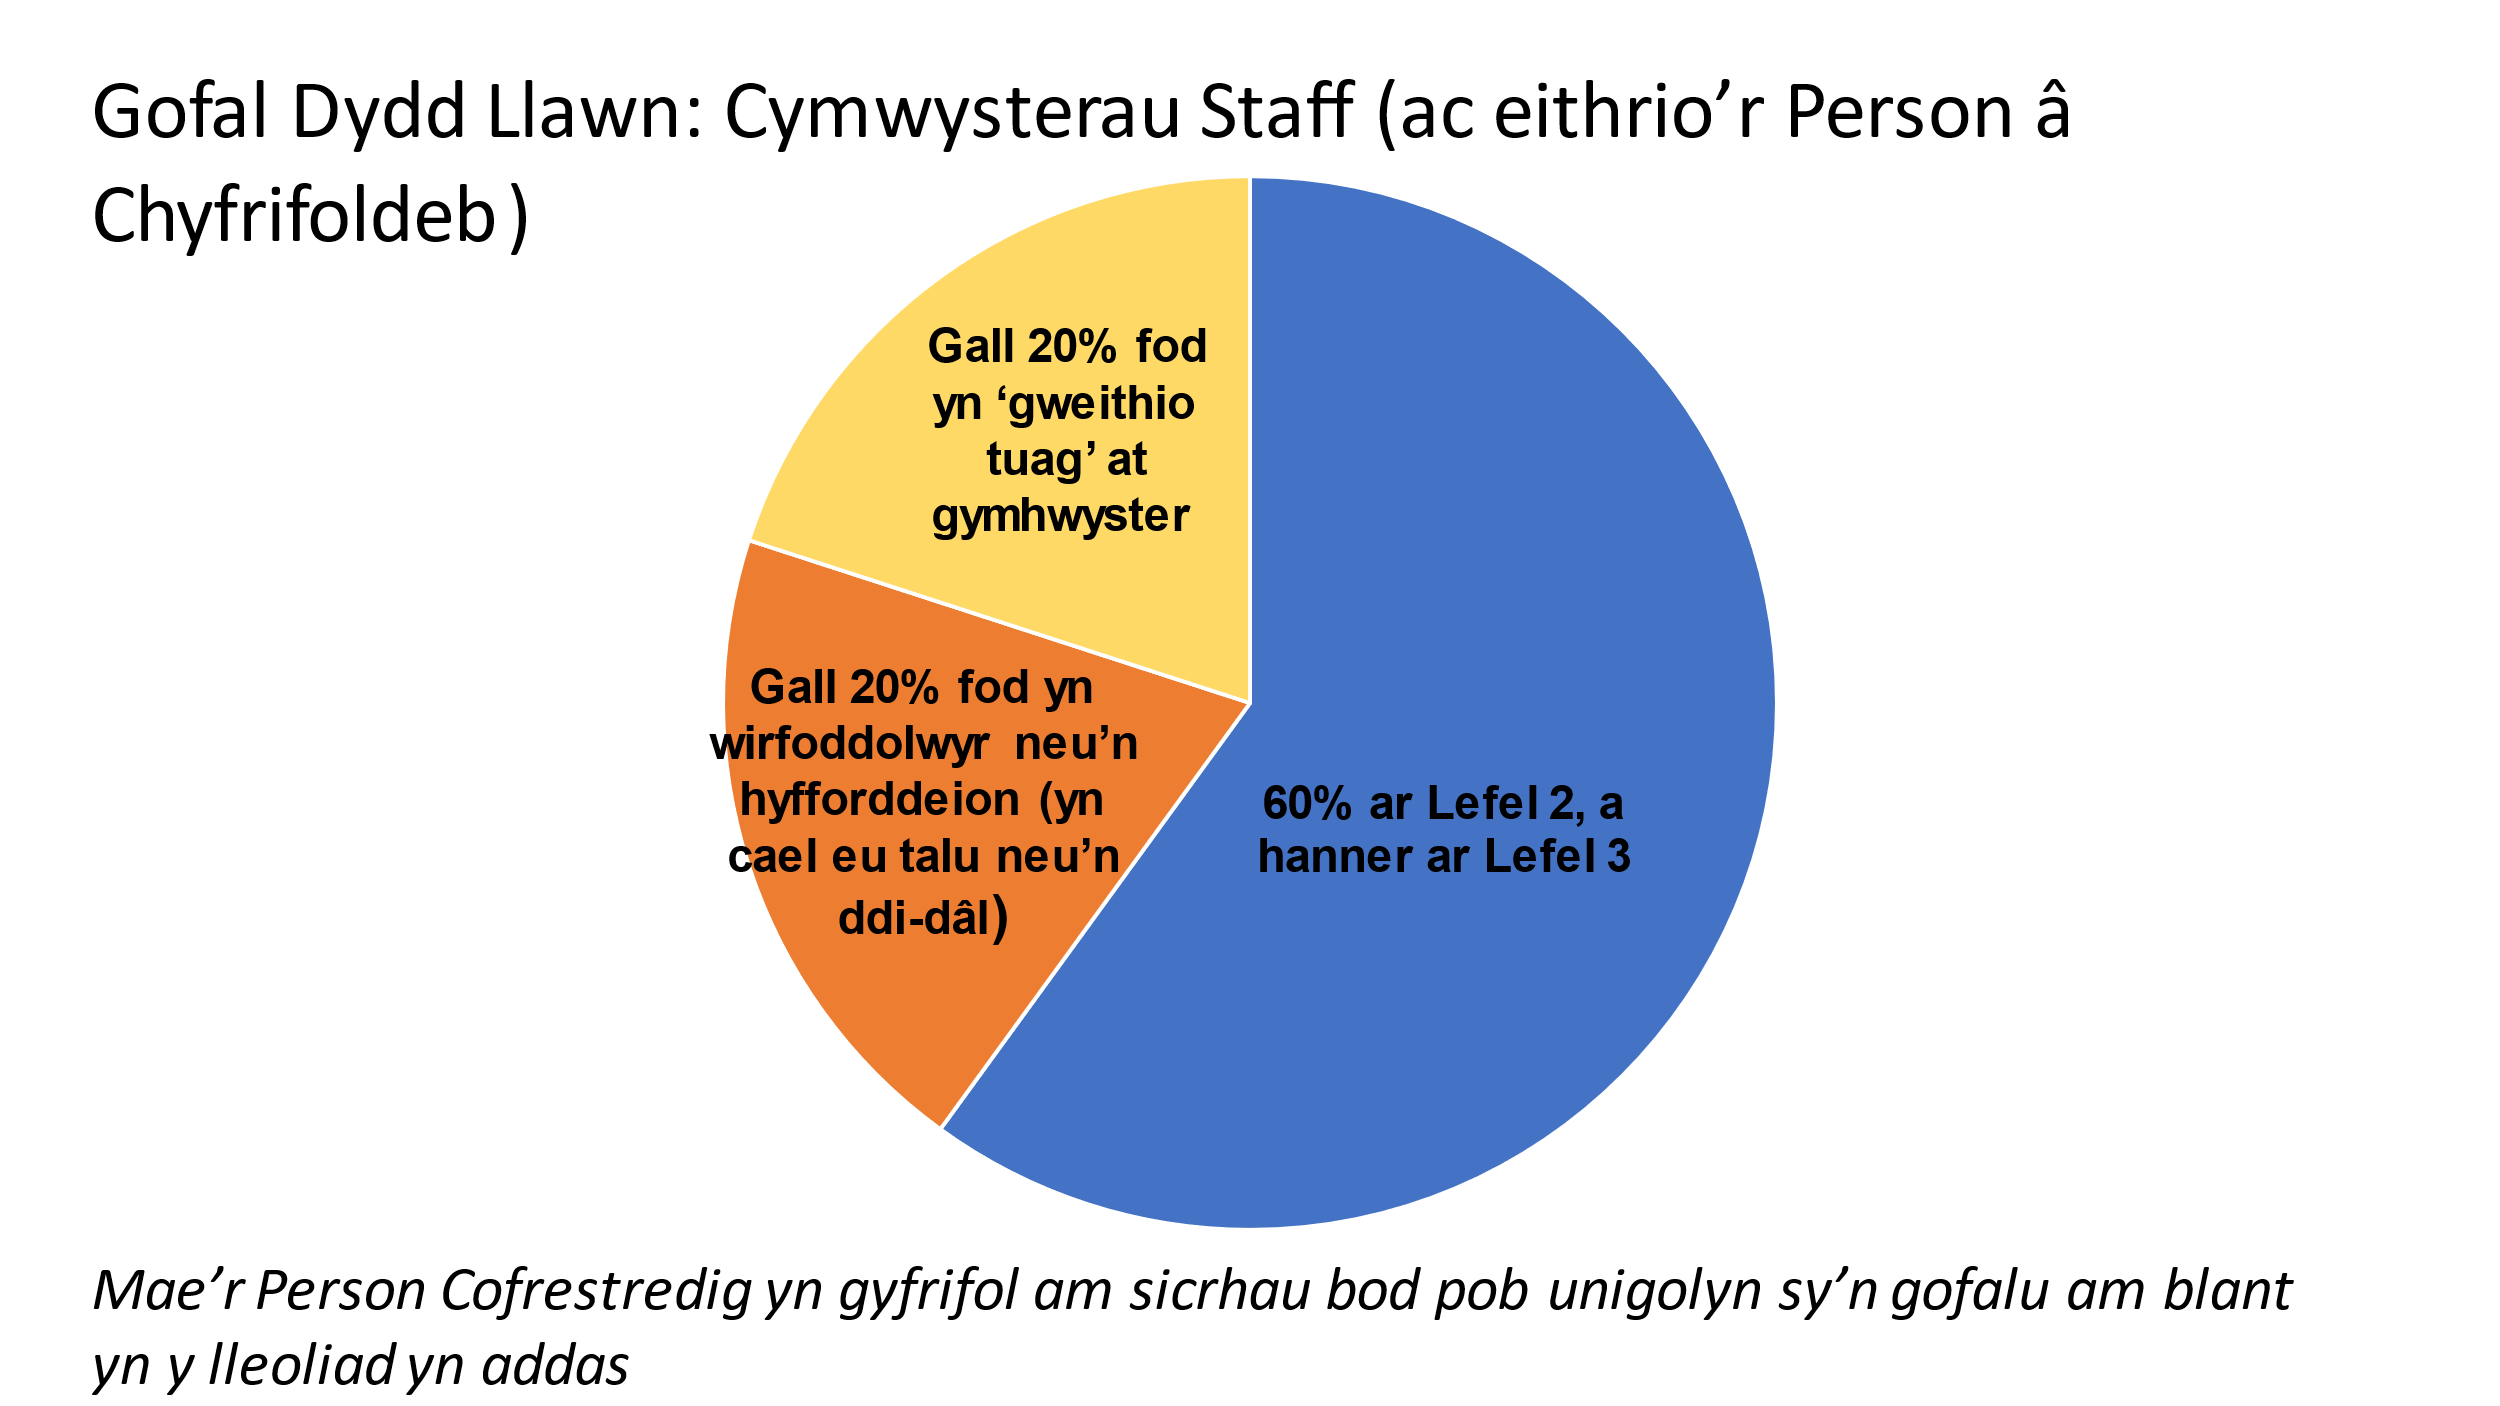 Gofal Dydd Llawn: Cymwysterau Staff (ac eithrio’r Person â
Chyfrifoldeb)
Gall 20% fod
yn ‘gweithio
tuag’ at
gymhwyster
Gall 20% fod yn
wirfoddolwyr neu’n
hyfforddeion (yn
cael eu talu neu’n
ddi-dâl)
60% ar Lefel 2, a
hanner ar Lefel 3
Mae’r Person Cofrestredig yn gyfrifol am sicrhau bod pob unigolyn sy’n gofalu am blant
yn y lleoliad yn addas